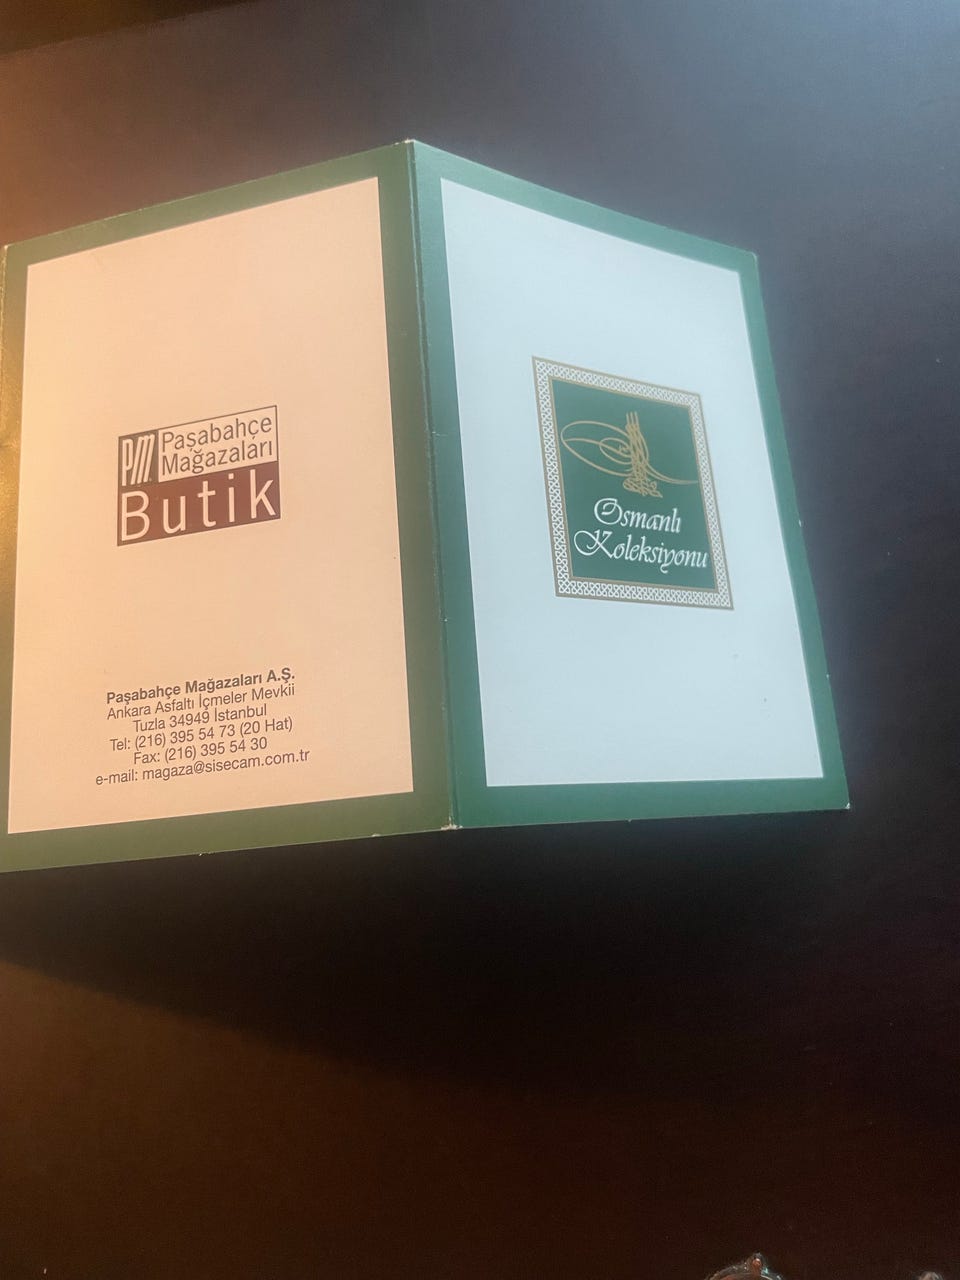 PM
Paşabahçe
Mağazaları
Butik
Paşabahçe Mağazaları A.Ş.
Ankara Asfaltı İçmeler Mevkii
Tuzla 34949 İstanbul
Tel: (216) 395 54 73 (20 Hat)
Fax: (216) 395 54 30
e-mail: magaza@sisecam.com.tr
Osmanlı
Koleksiyonu